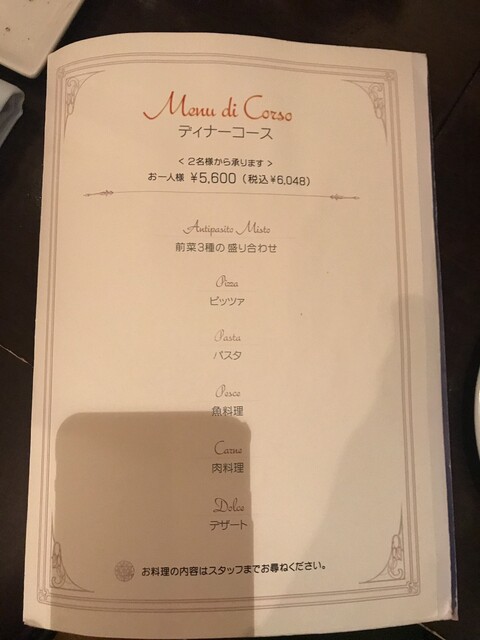 Menu di Corso
ディナーコース
< 2名様から承ります >
お一人様 ¥5,600 (税込¥6,048)
Antipasito Misto
前菜3種の盛り合わせ
Pizza
ピッツァ
Pasta
パスタ
Pesce
魚料理
Carne
肉料理
Dolce
デザート
お料理の内容はスタッフまでお尋ねください。